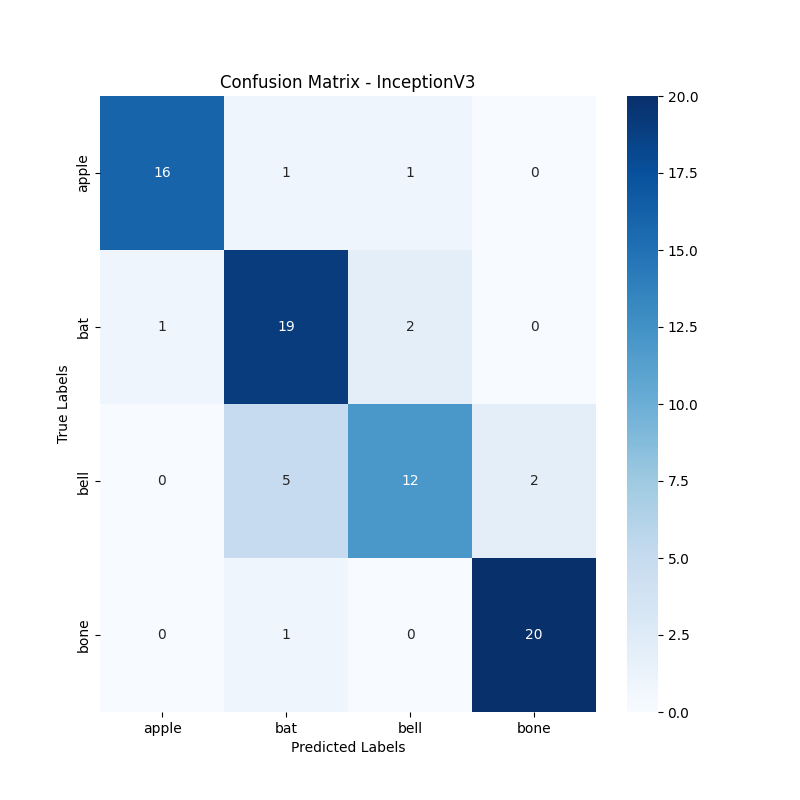 Confusion Matrix - InceptionV3
True Labels
apple 16 1 1 0
bat 1 19 2 0
bell 0 5 12 2
bone 0 1 0 20
apple bat bell bone
Predicted Labels
20.0
17.5
15.0
12.5
10.0
7.5
5.0
2.5
0.0